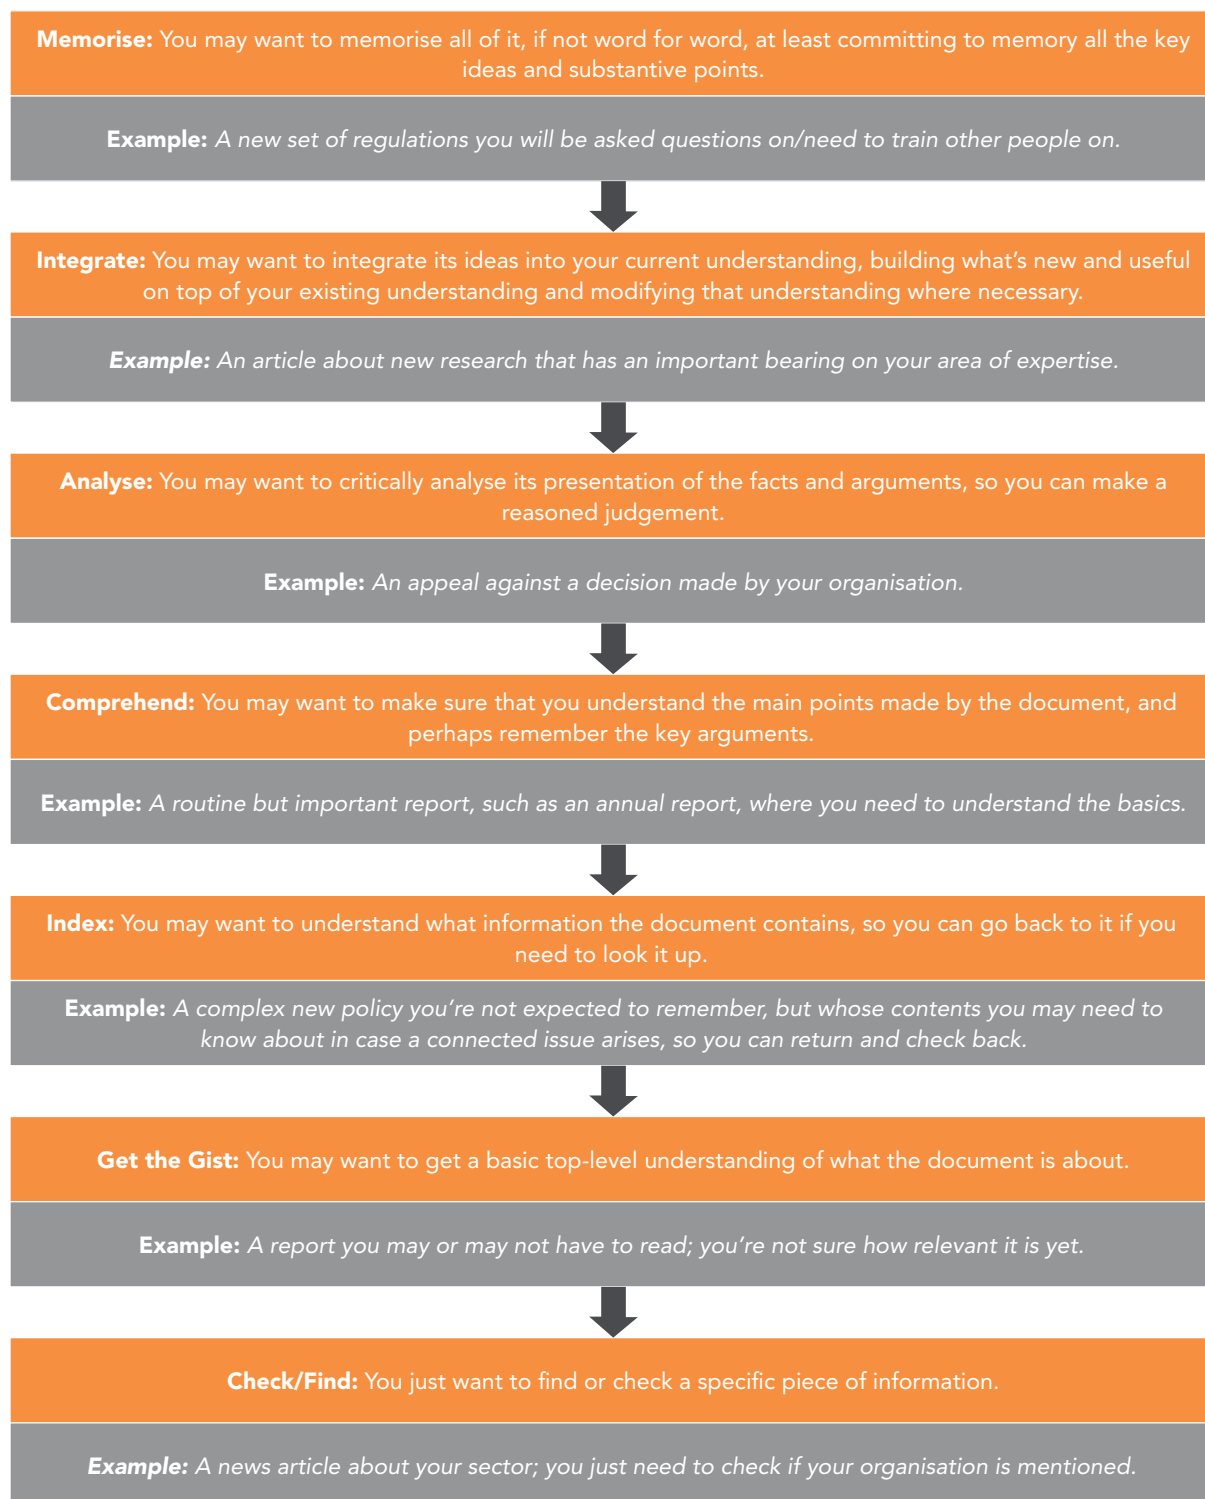 Memorise: You may want to memorise all of it, if not word for word, at least committing to memory all the key
ideas and substantive points.
Example: A new set of regulations you will be asked questions on/need to train other people on.
Integrate: You may want to integrate its ideas into your current understanding, building what's new and useful
on top of your existing understanding and modifying that understanding where necessary.
Example: An article about new research that has an important bearing on your area of expertise.
Analyse: You may want to critically analyse its presentation of the facts and arguments, so you can make a
reasoned judgement.
Example: An appeal against a decision made by your organisation.
Comprehend: You may want to make sure that you understand the main points made by the document, and
perhaps remember the key arguments.
Example: A routine but important report, such as an annual report, where you need to understand the basics.
Index: You may want to understand what information the document contains, so you can go back to it if you
need to look it up.
Example: A complex new policy you're not expected to remember, but whose contents you may need to
know about in case a connected issue arises, so you can return and check back.
Get the Gist: You may want to get a basic top-level understanding of what the document is about.
Example: A report you may or may not have to read; you're not sure how relevant it is yet.
Check/Find: You just want to find or check a specific piece of information.
Example: A news article about your sector; you just need to check if your organisation is mentioned.